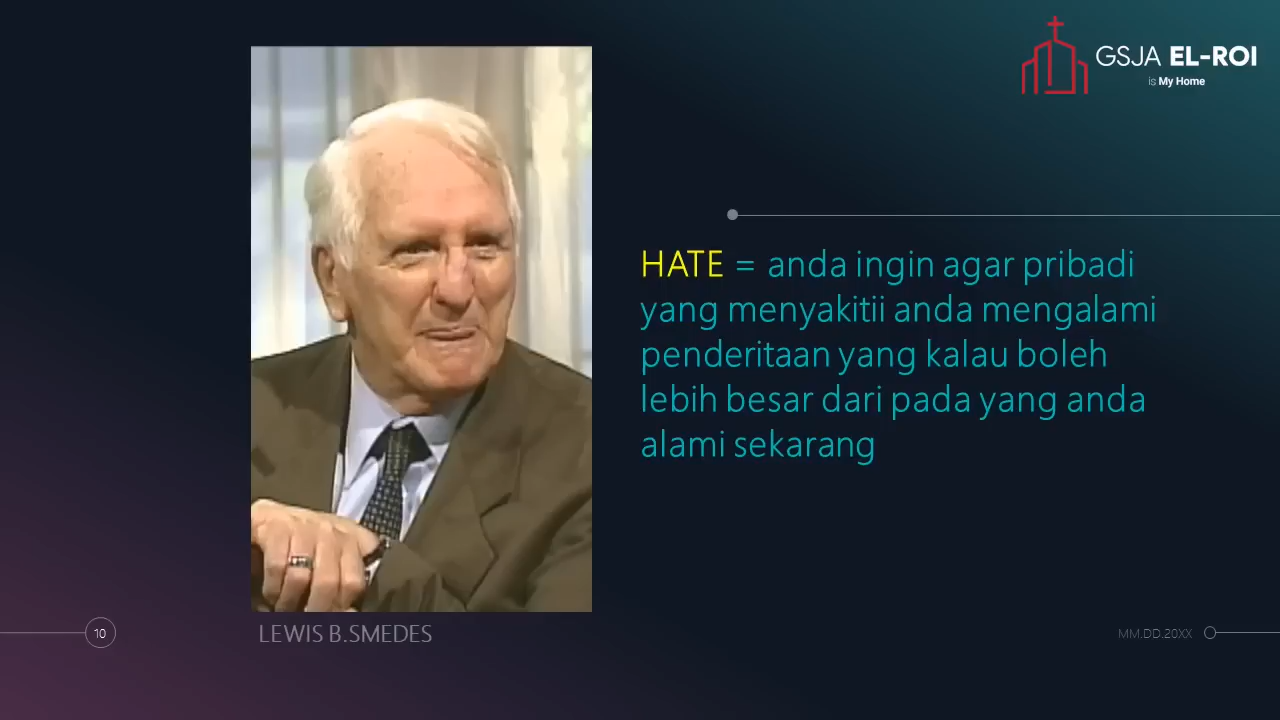 GSJA EL-ROI
is My Home
HATE = anda ingin agar pribadi
yang menyakitii anda mengalami
penderitaan yang kalau boleh
lebih besar dari pada yang anda
alami sekarang
10
LEWIS B.SMEDES
MM.DD.20XX